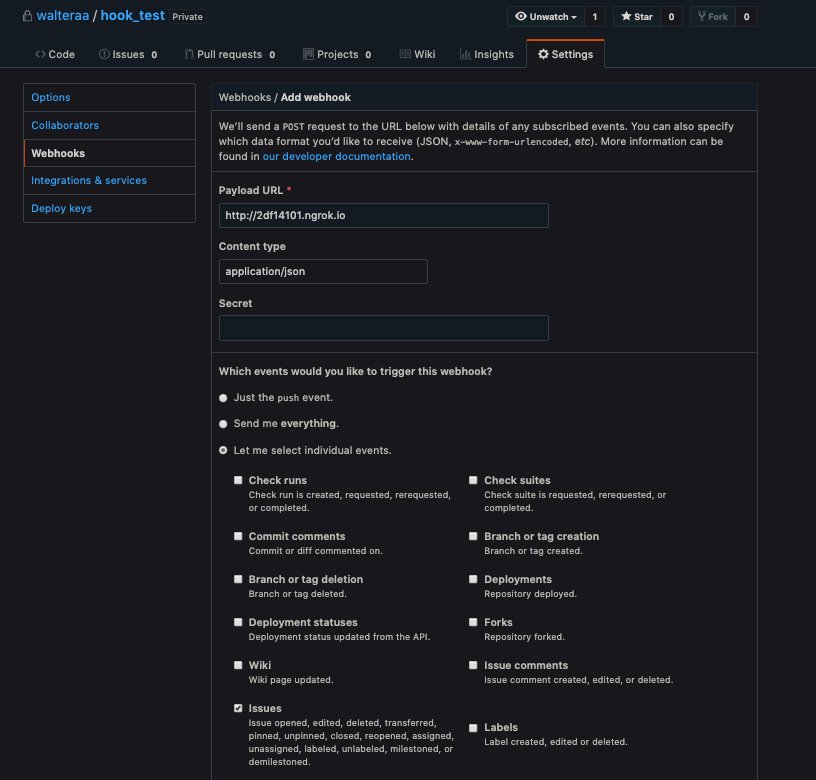 walteraa / hook_test Private
Unwatch 1 Star 0 Fork 0
Code Issues 0 Pull requests 0 Projects 0 Wiki Insights Settings
Options
Collaborators
Webhooks
Integrations & services
Deploy keys
Webhooks / Add webhook
We'll send a POST request to the URL below with details of any subscribed events. You can also specify
which data format you'd like to receive (JSON, x-www-form-urlencoded, etc). More information can be
found in our developer documentation.
Payload URL *
http://2df14101.ngrok.io
Content type
application/json
Secret
Which events would you like to trigger this webhook?
Just the push event.
Send me everything.
Let me select individual events.
Check runs
Check run is created, requested, rerequested,
or completed.
Check suites
Check suite is requested, rerequested, or
completed.
Commit comments
Commit or diff commented on.
Branch or tag creation
Branch or tag created.
Branch or tag deletion
Branch or tag deleted.
Deployments
Repository deployed.
Deployment statuses
Deployment status updated from the API.
Forks
Repository forked.
Wiki
Wiki page updated.
Issue comments
Issue comment created, edited, or deleted.
Issues
Issue opened, edited, deleted, transferred,
pinned, unpinned, closed, reopened, assigned,
unassigned, labeled, unlabeled, milestoned, or
demilestoned.
Labels
Label created, edited or deleted.